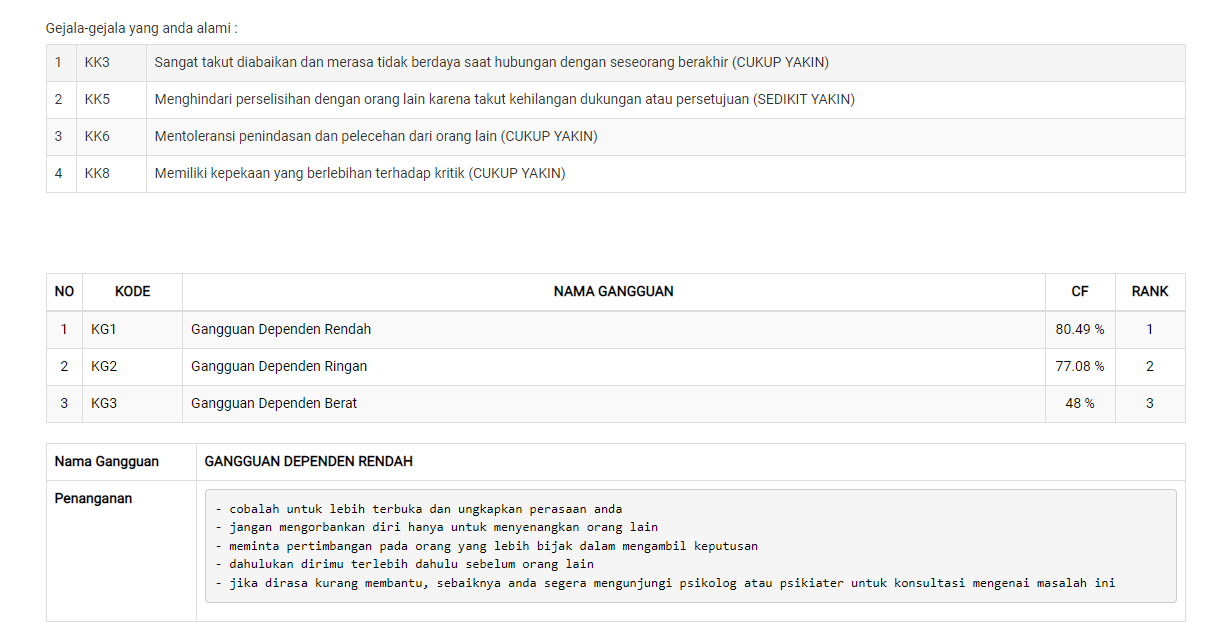 Gejala-gejala yang anda alami :
1 KK3 Sangat takut diabaikan dan merasa tidak berdaya saat hubungan dengan seseorang berakhir (CUKUP YAKIN)
2 KK5 Menghindari perselisihan dengan orang lain karena takut kehilangan dukungan atau persetujuan (SEDIKIT YAKIN)
3 KK6 Mentoleransi penindasan dan pelecehan dari orang lain (CUKUP YAKIN)
4 KK8 Memiliki kepekaan yang berlebihan terhadap kritik (CUKUP YAKIN)
NO KODE NAMA GANGGUAN CF RANK
1 KG1 Gangguan Dependen Rendah 80.49 % 1
2 KG2 Gangguan Dependen Ringan 77.08 % 2
3 KG3 Gangguan Dependen Berat 48 % 3
Nama Gangguan GANGGUAN DEPENDEN RENDAH
Penanganan
- cobalah untuk lebih terbuka dan ungkapkan perasaan anda
- jangan mengorbankan diri hanya untuk menyenangkan orang lain
- meminta pertimbangan pada orang yang lebih bijak dalam mengambil keputusan
- dahulukan dirimu terlebih dahulu sebelum orang lain
- jika dirasa kurang membantu, sebaiknya anda segera mengunjungi psikolog atau psikiater untuk konsultasi mengenai masalah ini